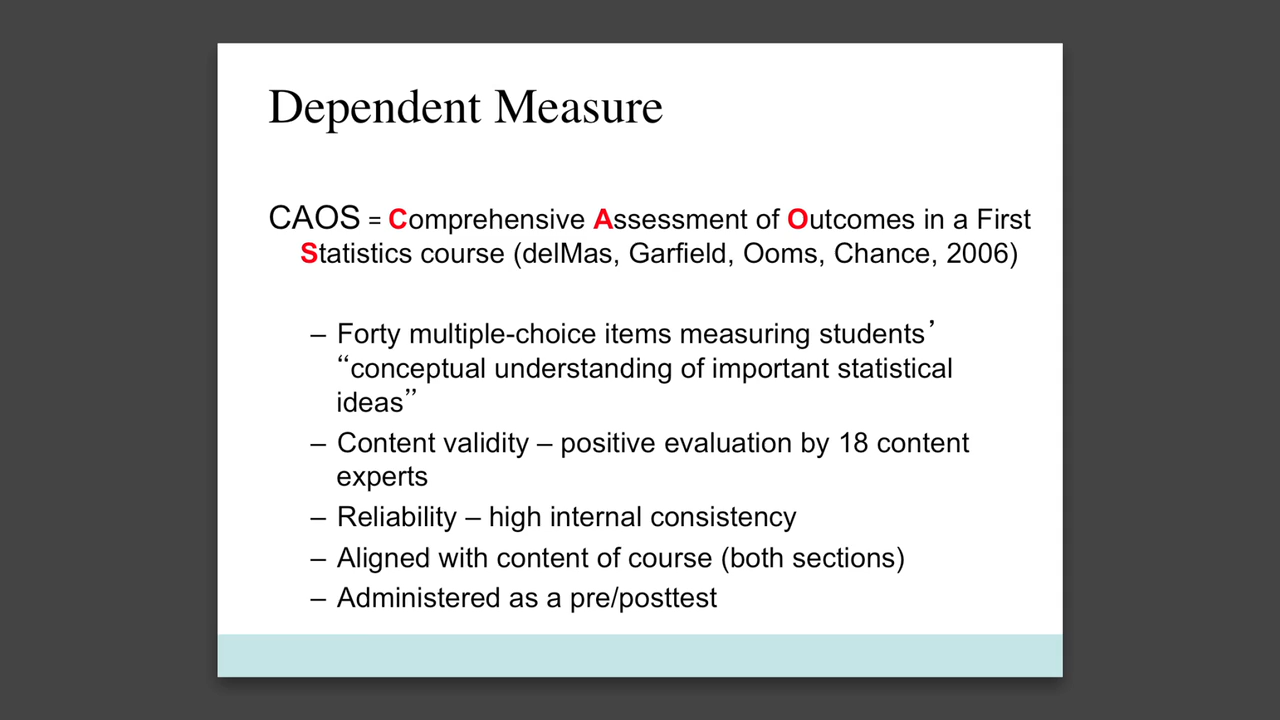 Dependent Measure
CAOS = Comprehensive Assessment of Outcomes in a First
Statistics course (delMas, Garfield, Ooms, Chance, 2006)
– Forty multiple-choice items measuring students’
“conceptual understanding of important statistical
ideas”
– Content validity – positive evaluation by 18 content
experts
– Reliability – high internal consistency
– Aligned with content of course (both sections)
– Administered as a pre/posttest